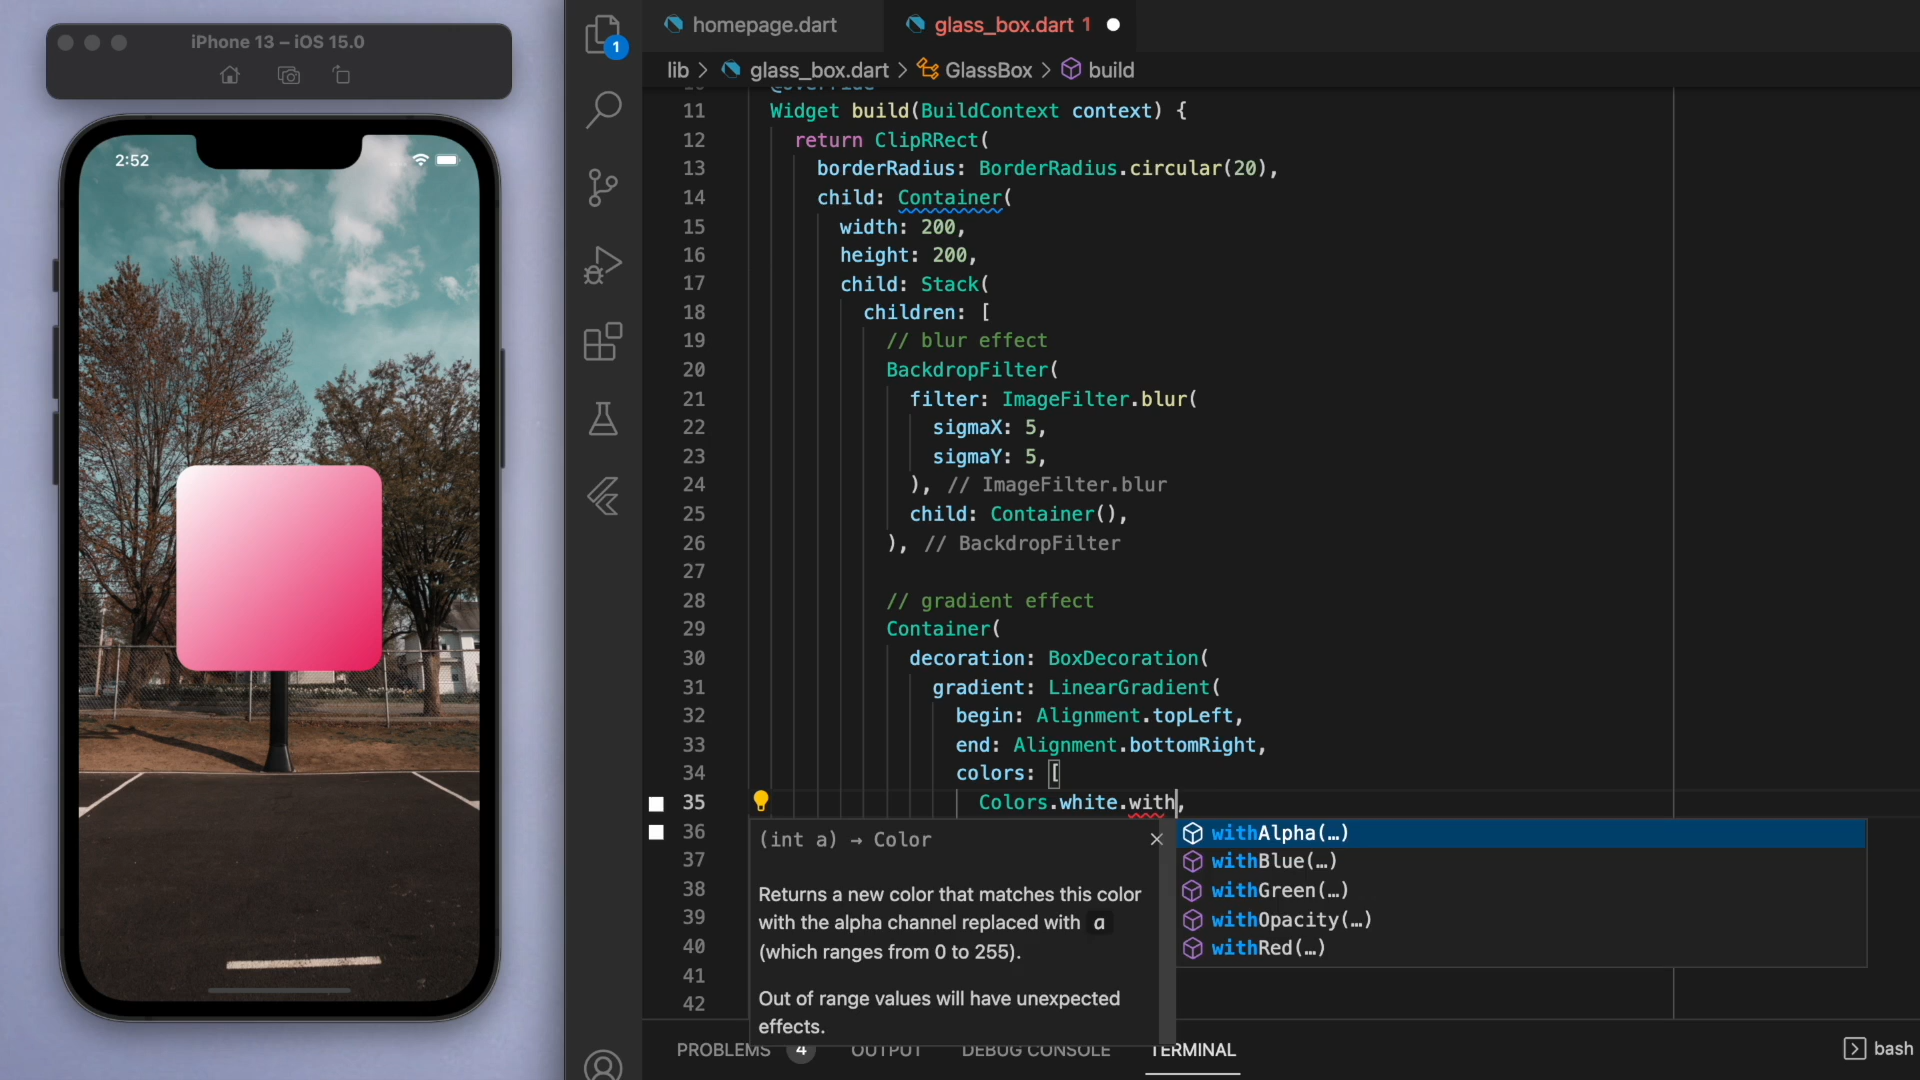 iPhone 13 – iOS 15.0
2:52
1
homepage.dart
glass_box.dart 1
lib > glass_box.dart > GlassBox > build
10 @override
11 Widget build(BuildContext context) {
12 return ClipRRect(
13 borderRadius: BorderRadius.circular(20),
14 child: Container(
15 width: 200,
16 height: 200,
17 child: Stack(
18 children: [
19 // blur effect
20 BackdropFilter(
21 filter: ImageFilter.blur(
22 sigmaX: 5,
23 sigmaY: 5,
24 ), // ImageFilter.blur
25 child: Container(),
26 ), // BackdropFilter
27
28 // gradient effect
29 Container(
30 decoration: BoxDecoration(
31 gradient: LinearGradient(
32 begin: Alignment.topLeft,
33 end: Alignment.bottomRight,
34 colors: [
35 Colors.white.with,
36
37
38
39
40
41
42
(int a) → Color
Returns a new color that matches this color
with the alpha channel replaced with a
(which ranges from 0 to 255).
Out of range values will have unexpected
effects.
withAlpha(…)
withBlue(…)
withGreen(…)
withOpacity(…)
withRed(…)
PROBLEMS 4 OUTPUT DEBUG CONSOLE TERMINAL
bash